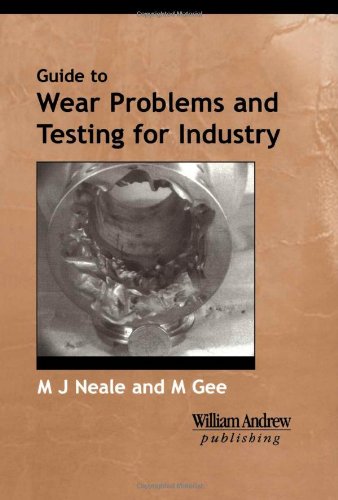 Guide to
Wear Problems and
Testing for Industry
M J Neale and M Gee
William Andrew
publishing